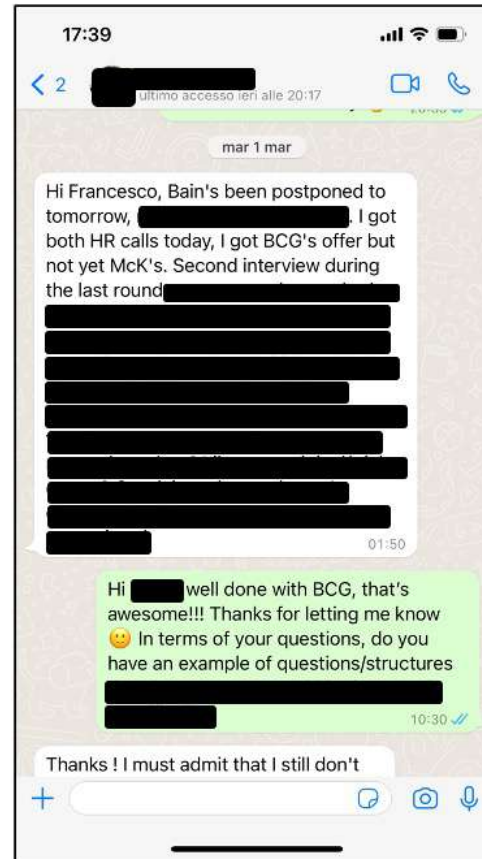 17:39
2
ultimo accesso ieri alle 20:17
mar 1 mar
Hi Francesco, Bain's been postponed to
tomorrow, . I got
both HR calls today, I got BCG's offer but
not yet McK's. Second interview during
the last round
01:50
Hi well done with BCG, that's
awesome!!! Thanks for letting me know
🙂 In terms of your questions, do you
have an example of questions/structures
10:30
Thanks ! I must admit that I still don't